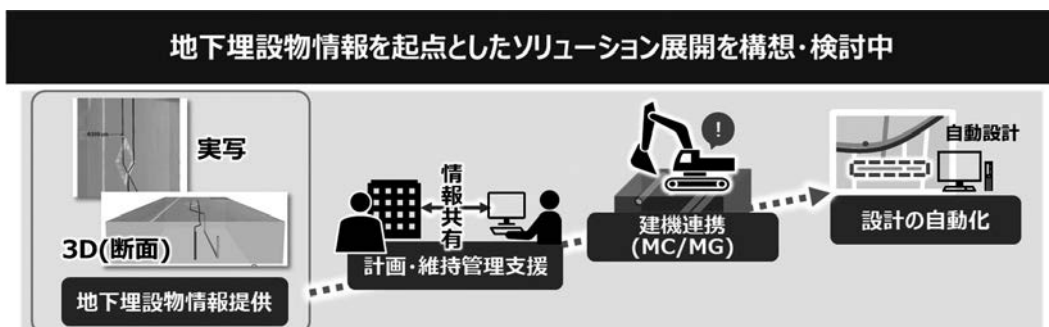 地下埋設物情報を起点としたソリューション展開を構想・検討中
実写
3D(断面)
地下埋設物情報提供
情報共有
計画・維持管理支援
!
建機連携
(MC/MG)
自動設計
設計の自動化